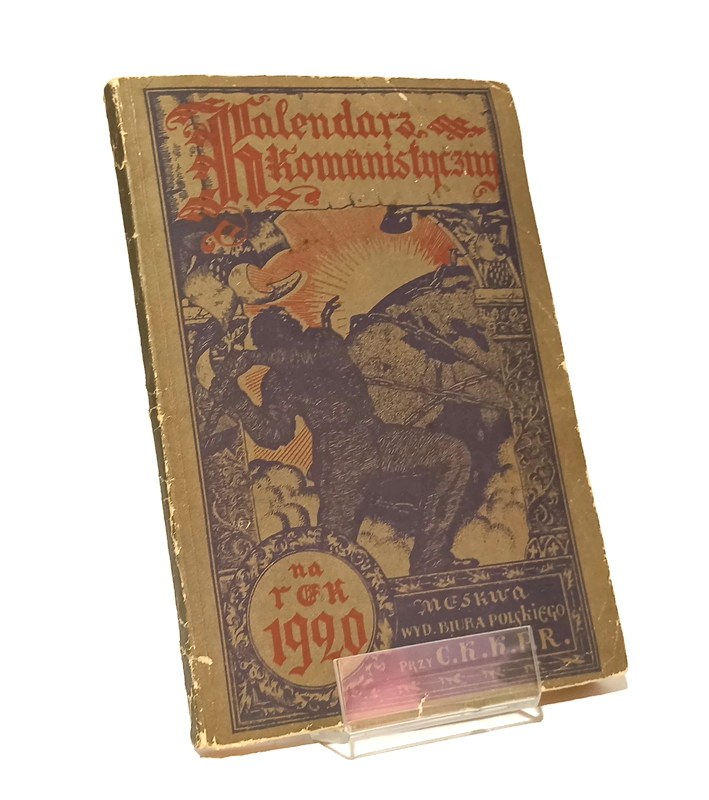 Kalendarz
Komunistyczny
na
rok
1920
MOSKWA
WYD. BIURA POLSKIEGO
PRZY C.K.K.P.R.